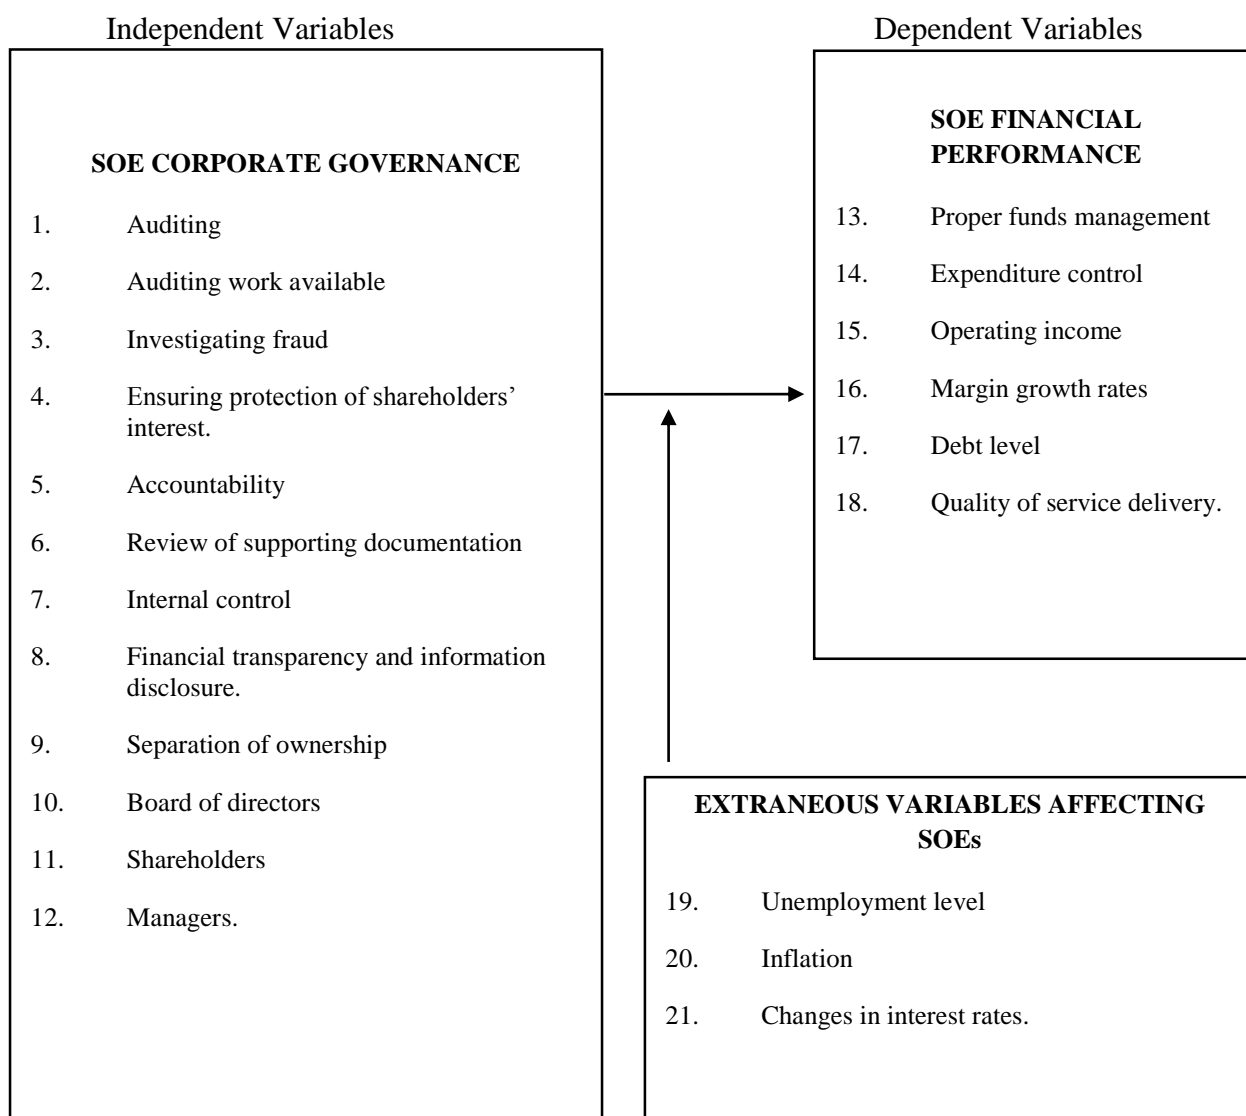 Independent Variables
SOE CORPORATE GOVERNANCE
1. Auditing
2. Auditing work available
3. Investigating fraud
4. Ensuring protection of shareholders’
interest.
5. Accountability
6. Review of supporting documentation
7. Internal control
8. Financial transparency and information
disclosure.
9. Separation of ownership
10. Board of directors
11. Shareholders
12. Managers.
Dependent Variables
SOE FINANCIAL
PERFORMANCE
13. Proper funds management
14. Expenditure control
15. Operating income
16. Margin growth rates
17. Debt level
18. Quality of service delivery.
EXTRANEOUS VARIABLES AFFECTING
SOEs
19. Unemployment level
20. Inflation
21. Changes in interest rates.